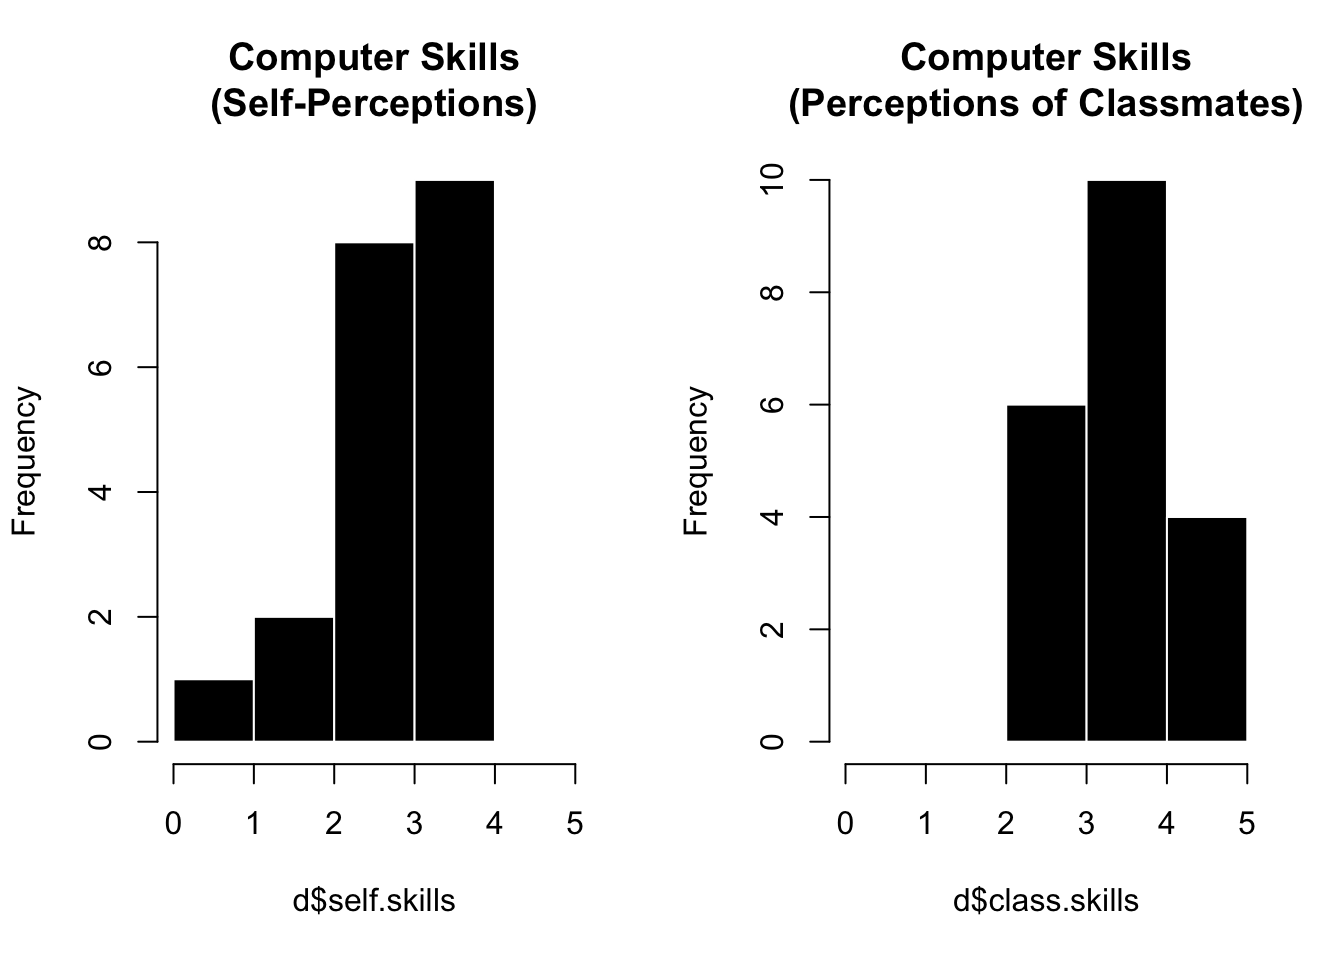 Computer Skills
(Self-Perceptions)
Frequency
8
6
4
2
0
0 1 2 3 4 5
d$self.skills
Computer Skills
(Perceptions of Classmates)
Frequency
10
8
6
4
2
0
0 1 2 3 4 5
d$class.skills